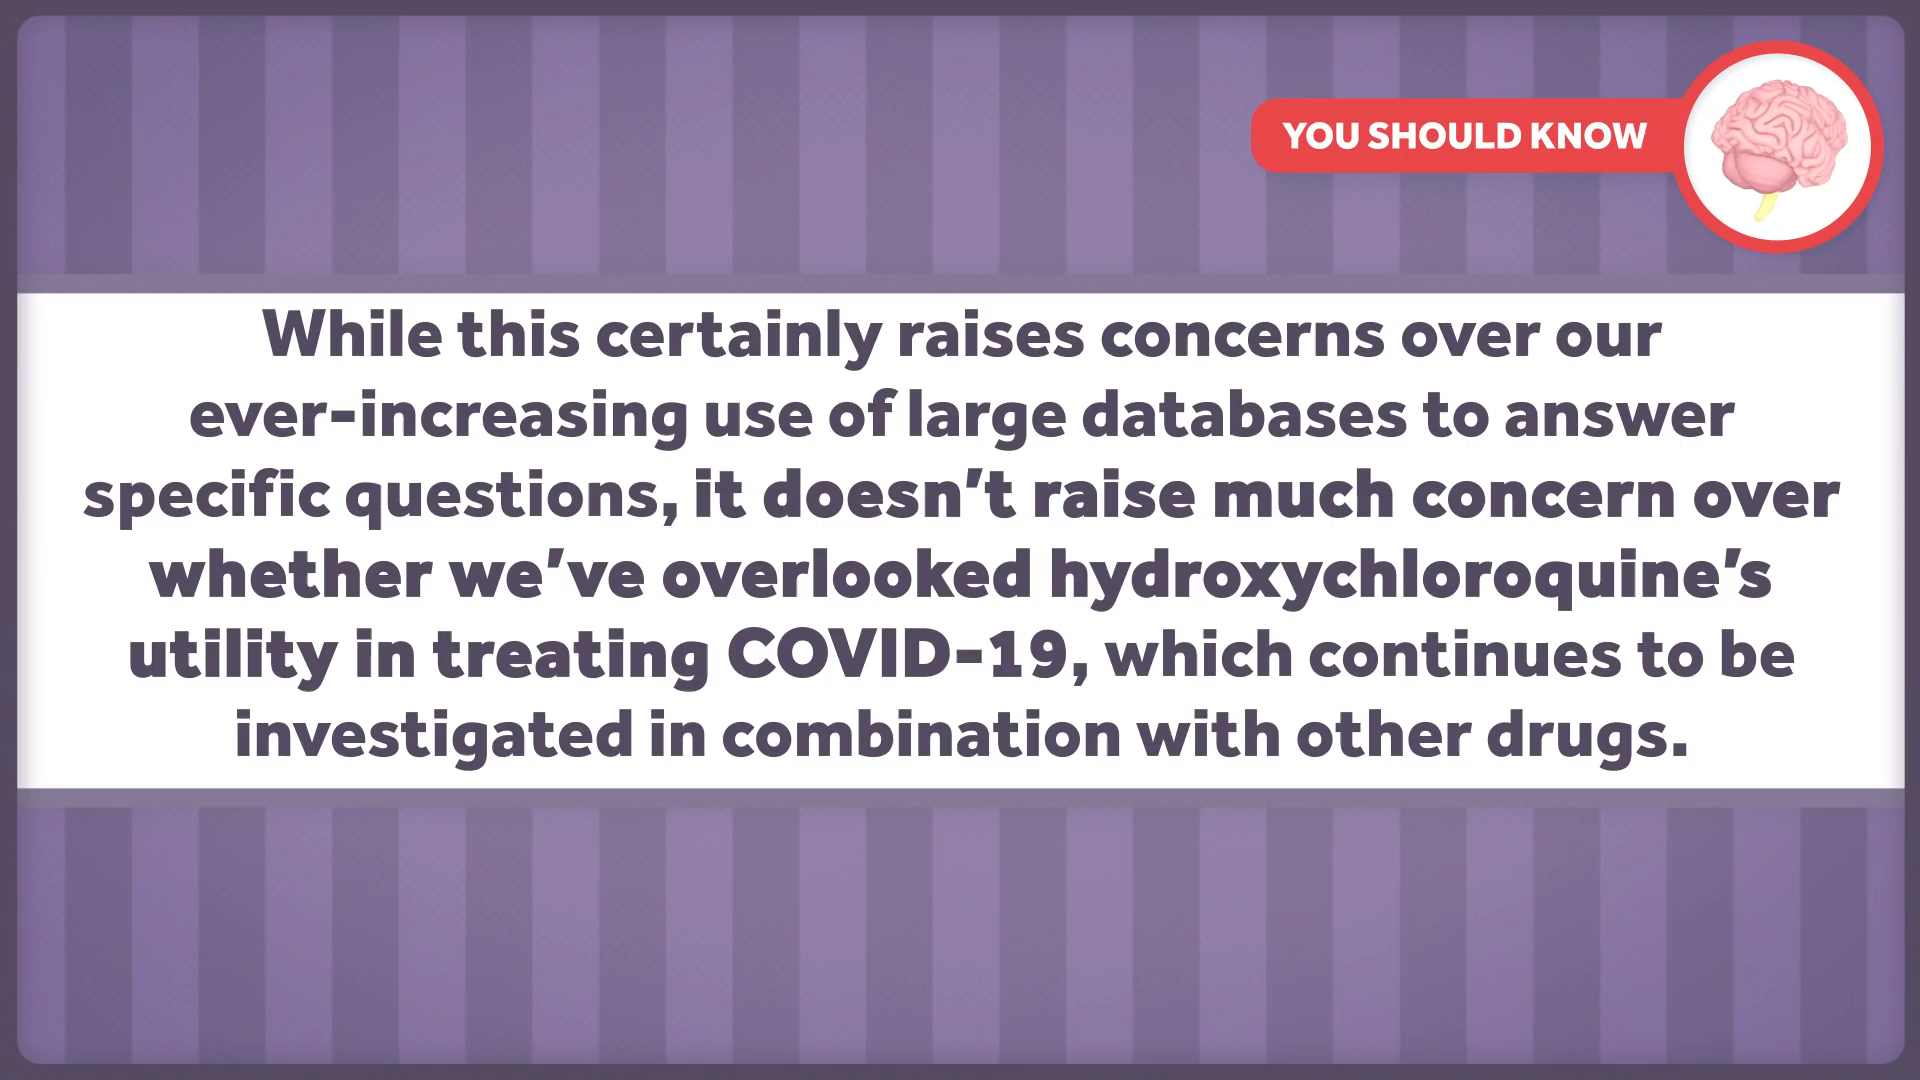 YOU SHOULD KNOW
While this certainly raises concerns over our
ever-increasing use of large databases to answer
specific questions, it doesn’t raise much concern over
whether we’ve overlooked hydroxychloroquine’s
utility in treating COVID-19, which continues to be
investigated in combination with other drugs.